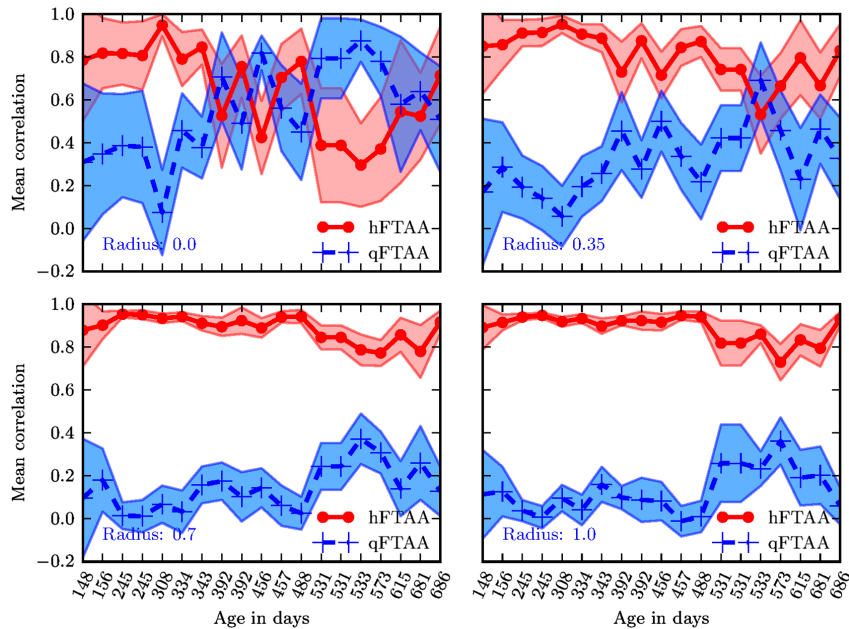 1.0
0.8
0.6
0.4
0.2
0.0
−0.2
Mean correlation
hFTAA
qFTAA
Radius: 0.0
hFTAA
qFTAA
Radius: 0.35
1.0
0.8
0.6
0.4
0.2
0.0
−0.2
Mean correlation
hFTAA
qFTAA
Radius: 0.7
hFTAA
qFTAA
Radius: 1.0
148 156 245 245 308 334 343 392 392 456 457 488 531 531 533 573 615 681 686
Age in days
148 156 245 245 308 334 343 392 392 456 457 488 531 531 533 573 615 681 686
Age in days